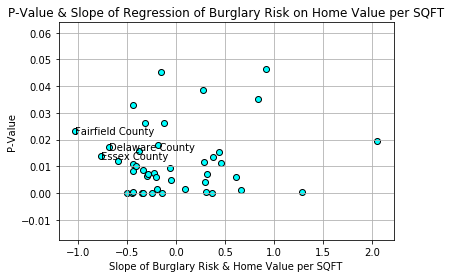 P-Value & Slope of Regression of Burglary Risk on Home Value per SQFT
0.06
0.05
0.04
0.03
0.02
0.01
0.00
−0.01
P-Value
Fairfield County
Delaware County
Essex County
−1.0 −0.5 0.0 0.5 1.0 1.5 2.0
Slope of Burglary Risk & Home Value per SQFT